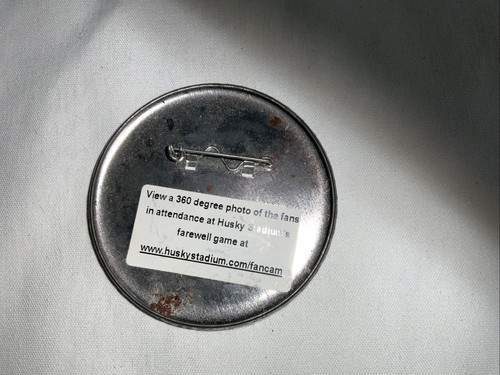 View a 360 degree photo of the fans
in attendance at Husky Stadium's
farewell game at
www.huskystadium.com/fancam